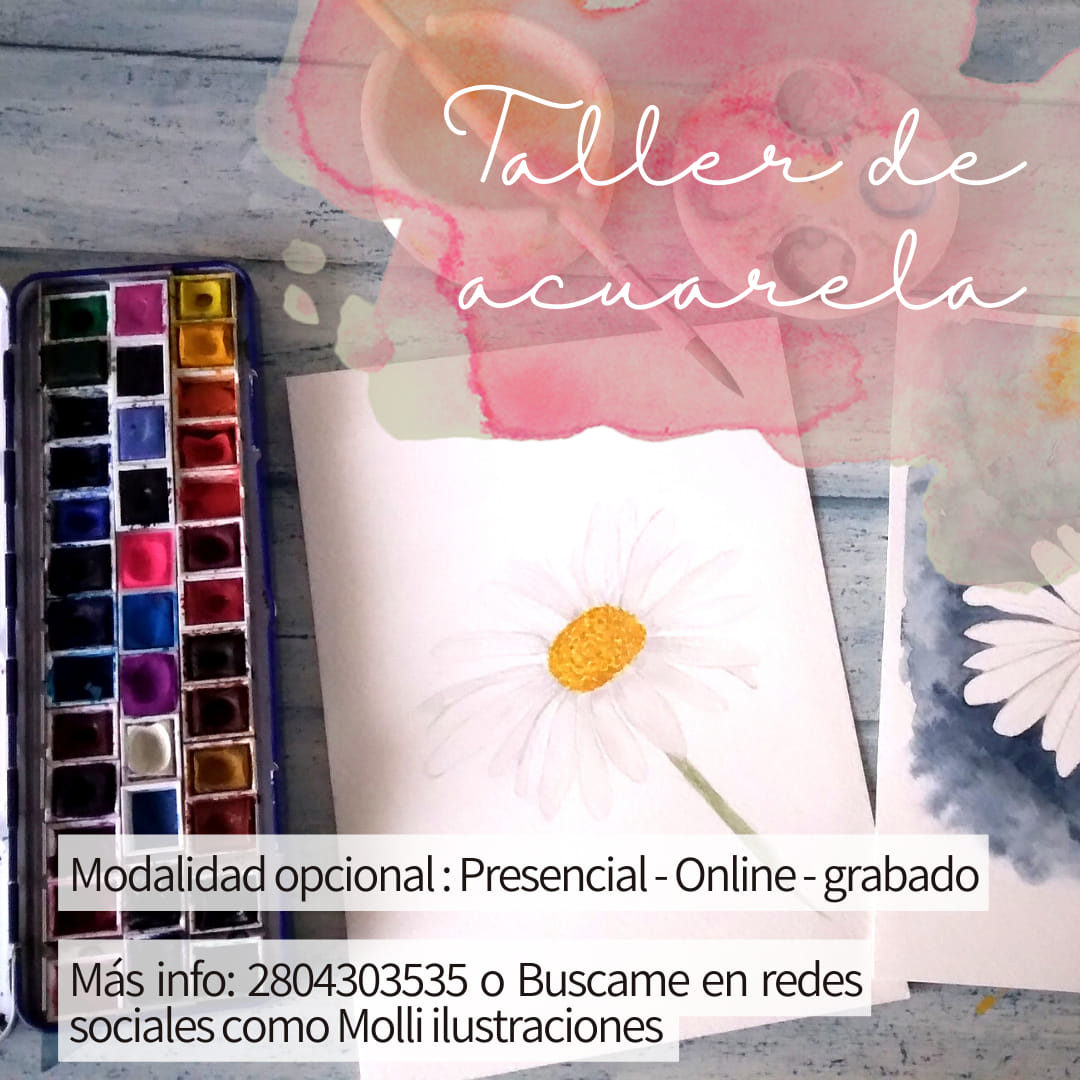 Taller de
acuarela
Modalidad opcional : Presencial - Online - grabado
Más info: 2804303535 o Buscame en redes
sociales como Molli ilustraciones